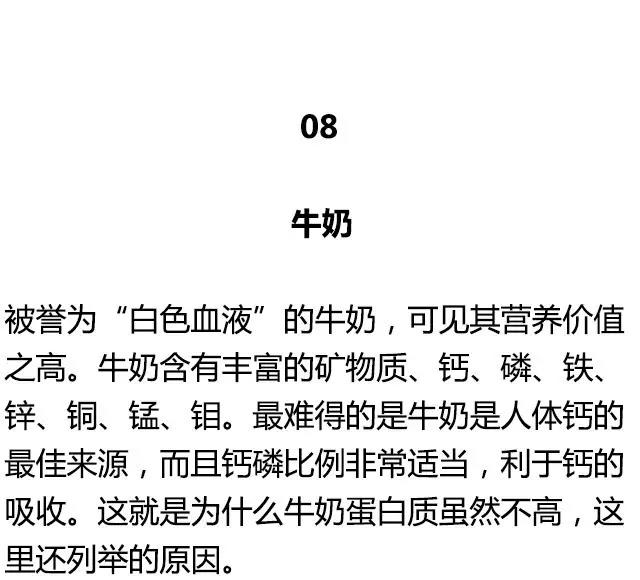 08
牛奶
被誉为“白色血液”的牛奶，可见其营养价值
之高。牛奶含有丰富的矿物质、钙、磷、铁、
锌、铜、锰、钼。最难得的是牛奶是人体钙的
最佳来源，而且钙磷比例非常适当，利于钙的
吸收。这就是为什么牛奶蛋白质虽然不高，这
里还列举的原因。